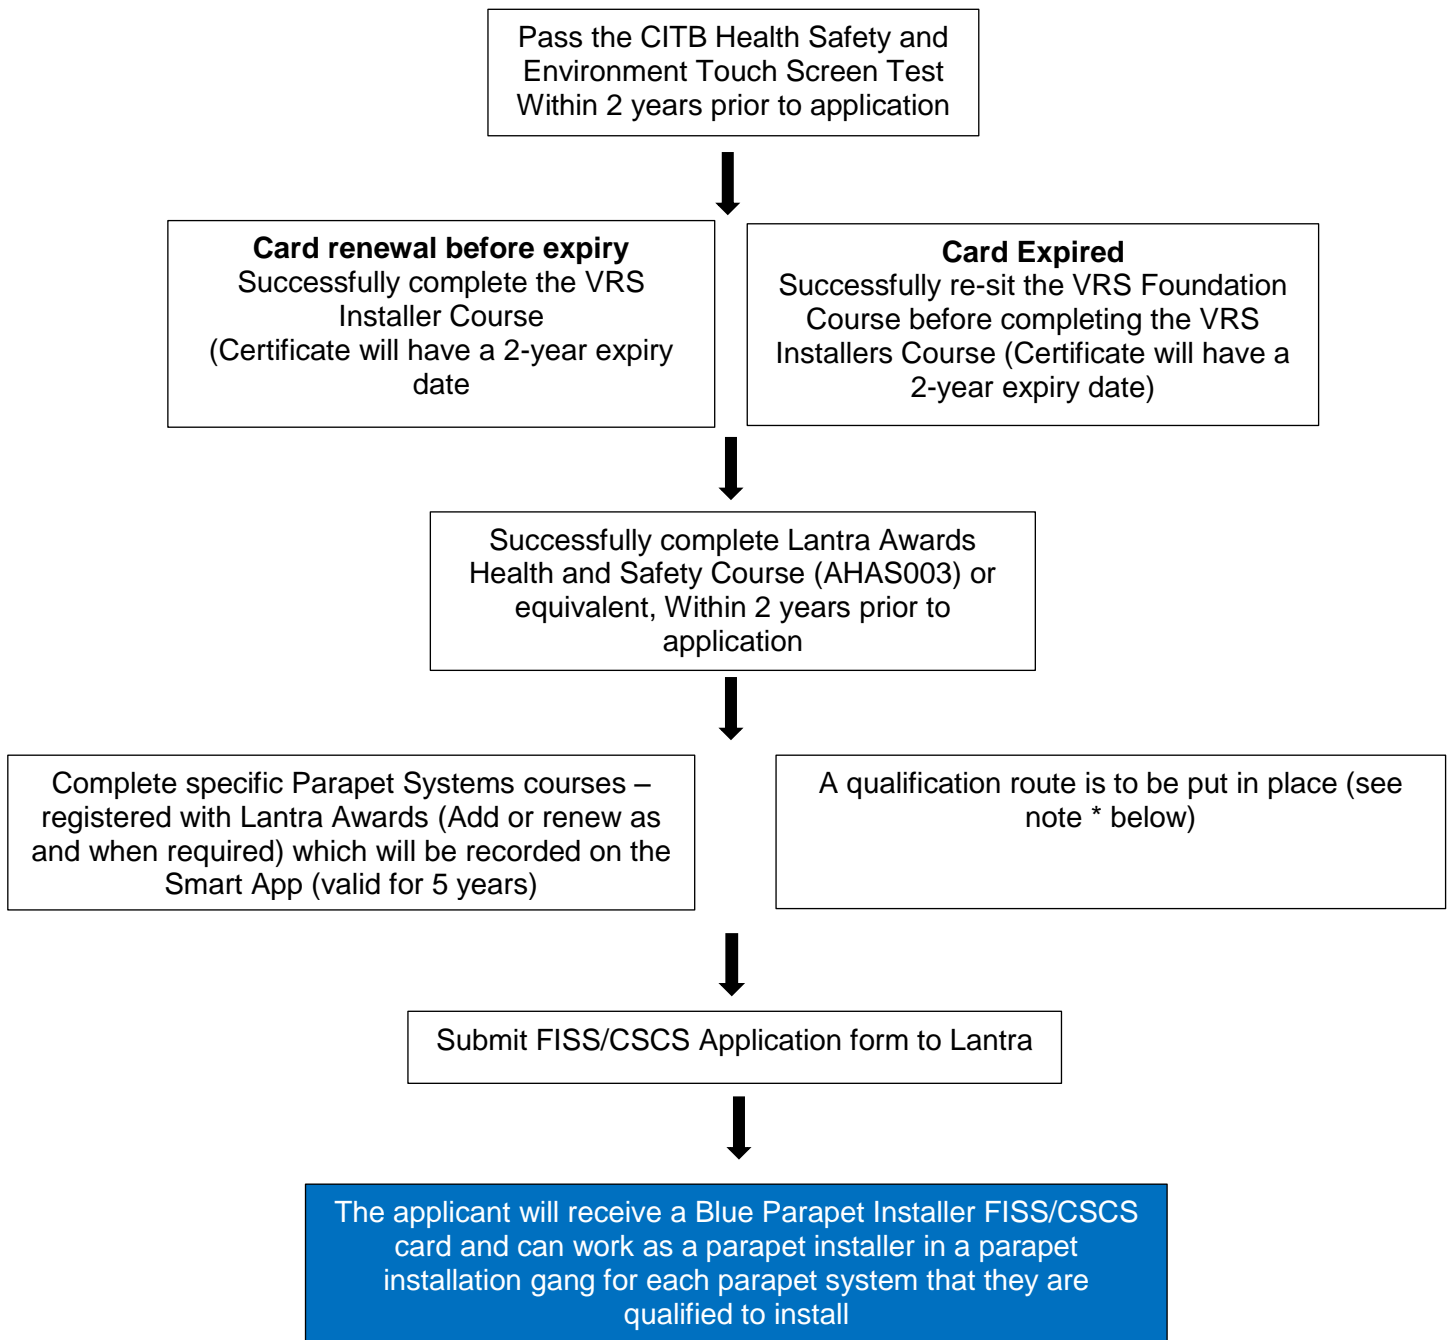 Pass the CITB Health Safety and
Environment Touch Screen Test
Within 2 years prior to application
Card renewal before expiry
Successfully complete the VRS
Installer Course
(Certificate will have a 2-year expiry
date
Card Expired
Successfully re-sit the VRS Foundation
Course before completing the VRS
Installers Course (Certificate will have a
2-year expiry date)
Successfully complete Lantra Awards
Health and Safety Course (AHAS003) or
equivalent, Within 2 years prior to
application
Complete specific Parapet Systems courses –
registered with Lantra Awards (Add or renew as
and when required) which will be recorded on the
Smart App (valid for 5 years)
A qualification route is to be put in place (see
note * below)
Submit FISS/CSCS Application form to Lantra
The applicant will receive a Blue Parapet Installer FISS/CSCS
card and can work as a parapet installer in a parapet
installation gang for each parapet system that they are
qualified to install